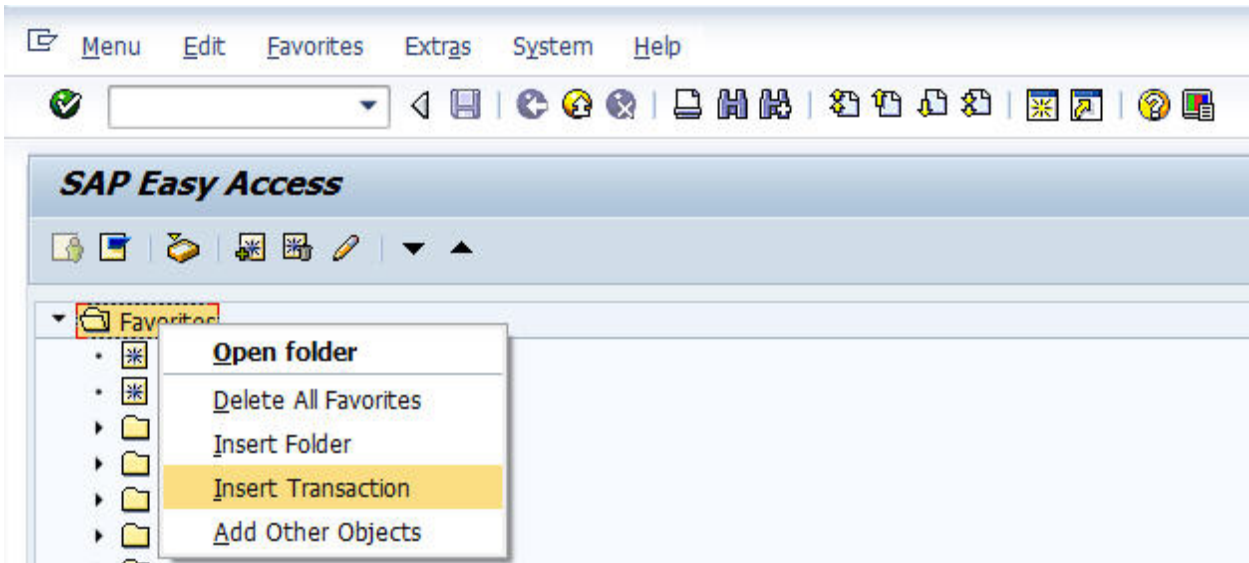 Menu Edit Favorites Extras System Help
SAP Easy Access
Favorites
Open folder
Delete All Favorites
Insert Folder
Insert Transaction
Add Other Objects